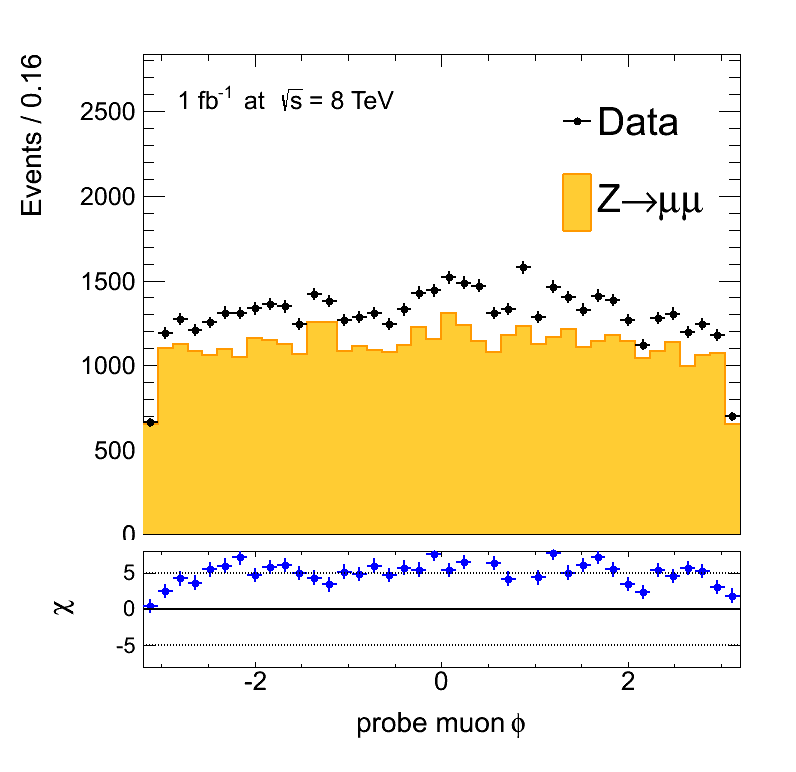 Events / 0.16
1 fb-1 at √s = 8 TeV
Data
Z→μμ
2500
2000
1500
1000
500
0
χ
5
0
-5
-2 0 2
probe muon ϕ